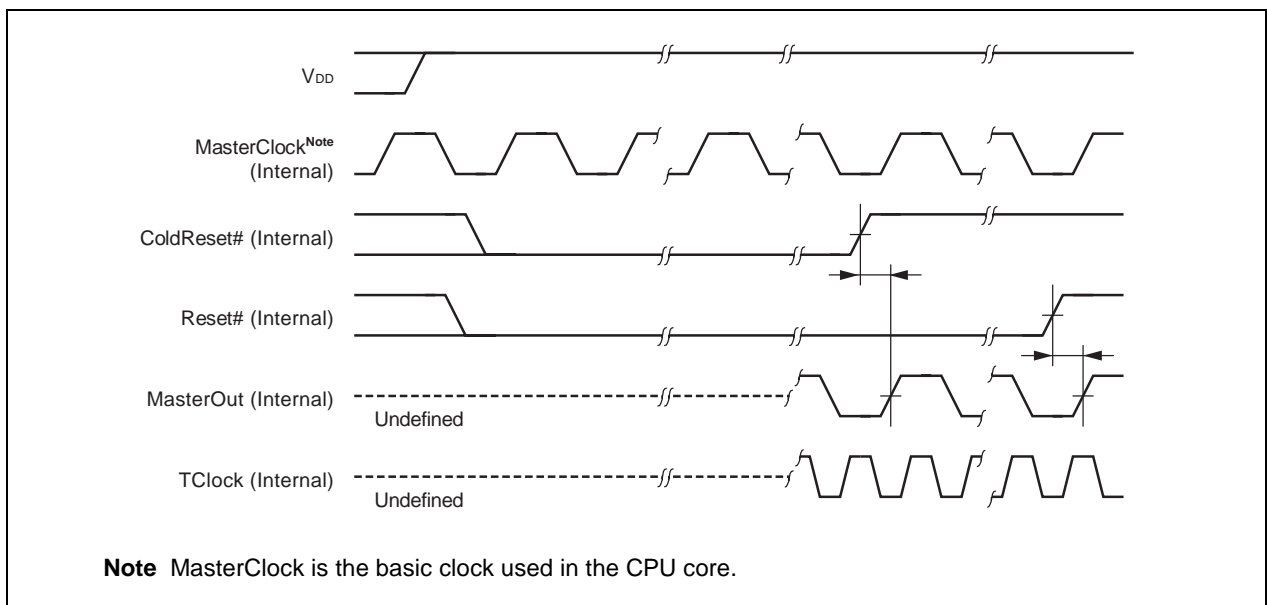 VDD
MasterClockNote
(Internal)
ColdReset# (Internal)
Reset# (Internal)
MasterOut (Internal)
Undefined
TClock (Internal)
Undefined
Note MasterClock is the basic clock used in the CPU core.